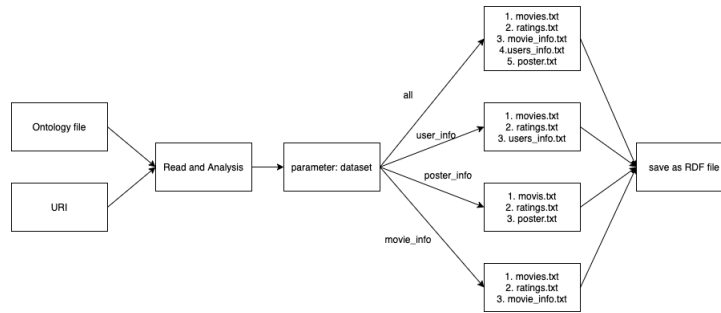 1. movies.txt
2. ratings.txt
3. movie_info.txt
4.users_info.txt
5. poster.txt
all
Ontology file
user_info
1. movies.txt
2. ratings.txt
3. users_info.txt
Read and Analysis
parameter: dataset
save as RDF file
poster_info
URI
1. movis.txt
2. ratings.txt
3. poster.txt
movie_info
1. movies.txt
2. ratings.txt
3. movie_info.txt